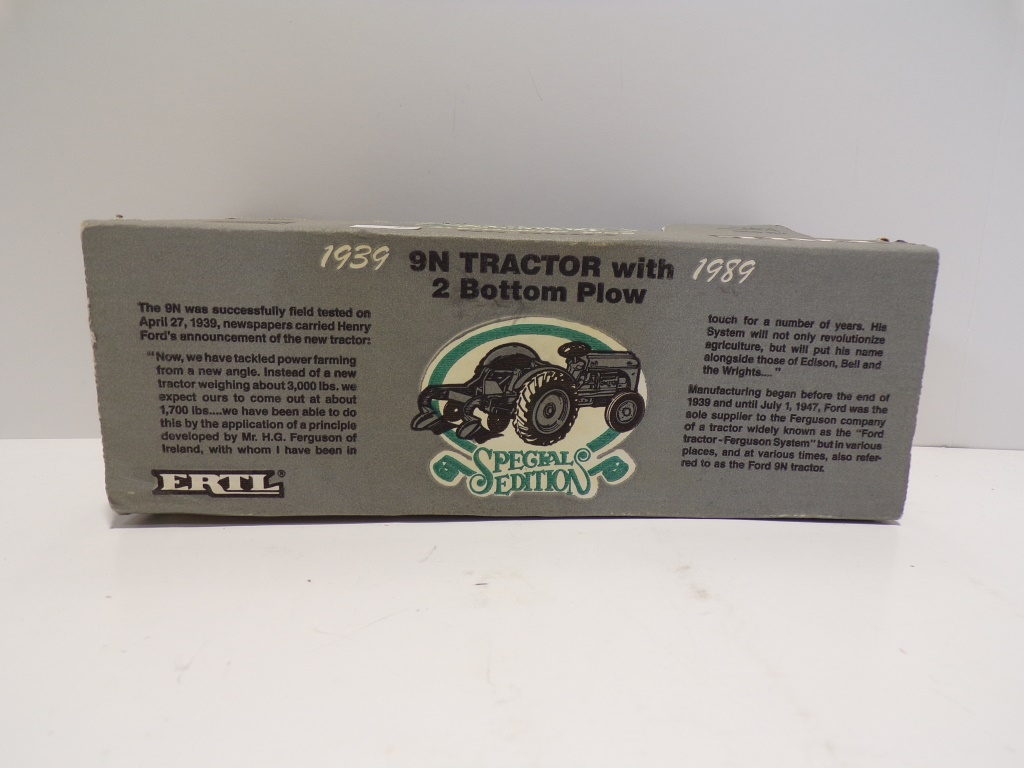 1939 9N TRACTOR with 1989
2 Bottom Plow
The 9N was successfully field tested on
April 27, 1939, newspapers carried Henry
Ford's announcement of the new tractor:
"Now, we have tackled power farming
from a new angle. Instead of a new
tractor weighing about 3,000 lbs. we
expect ours to come out at about
1,700 lbs....we have been able to do
this by the application of a principle
developed by Mr. H.G. Ferguson of
Ireland, with whom I have been in
ERTL®
SPECIAL
EDITION
touch for a number of years. His
System will not only revolutionize
agriculture, but will put his name
alongside those of Edison, Bell and
the Wrights...."
Manufacturing began before the end of
1939 and until July 1, 1947, Ford was the
sole supplier to the Ferguson company
of a tractor widely known as the "Ford
tractor-Ferguson System" but in various
places, and at various times, also refer-
red to as the Ford 9N tractor.